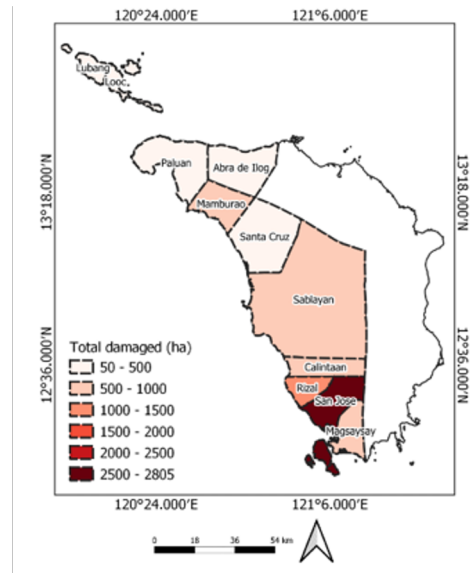 120°24.000'E 121°6.000'E
Lubang
Looc
13°18.000'N
13°18.000'N
Paluan
Abra de Ilog
Mamburao
Santa Cruz
Sablayan
12°36.000'N
12°36.000'N
Total damaged (ha)
50 - 500
500 - 1000
1000 - 1500
1500 - 2000
2000 - 2500
2500 - 2805
Calintaan
Rizal
San Jose
Magsaysay
120°24.000'E 121°6.000'E
0 18 36 54 km